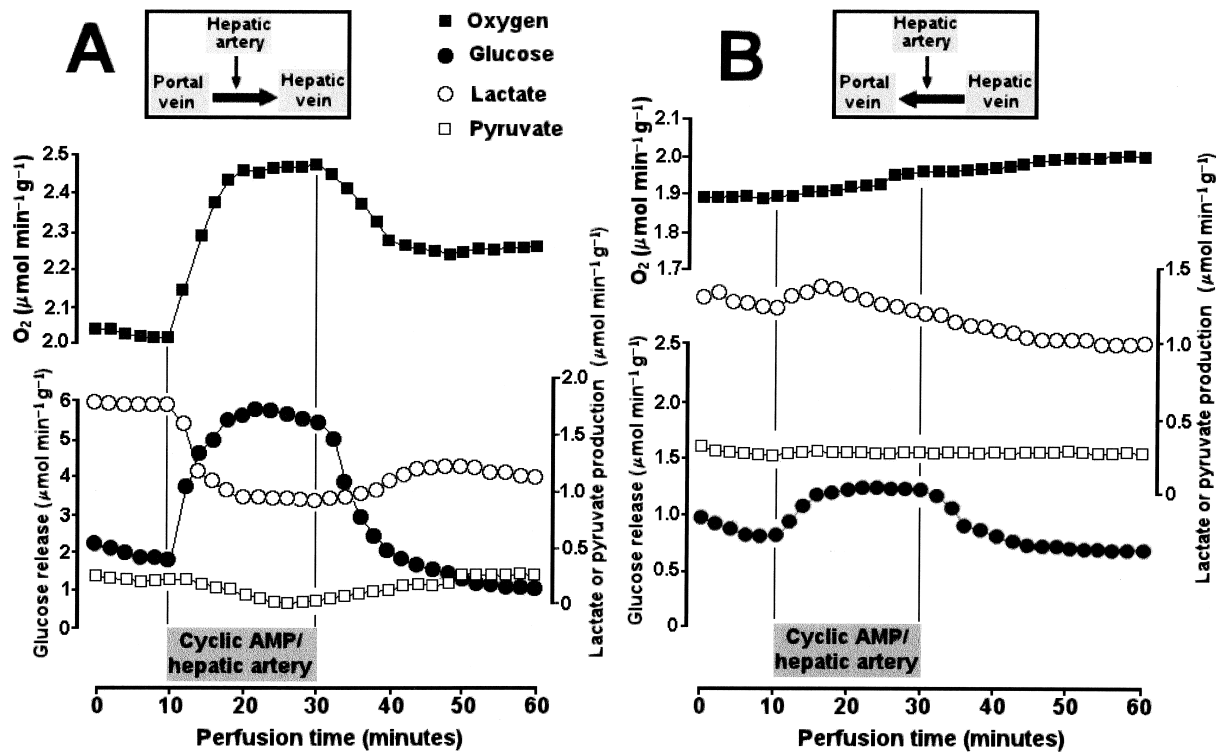 A
Hepatic
artery
Portal
vein
Hepatic
vein
Oxygen
Glucose
Lactate
Pyruvate
O₂ (µmol min⁻¹ g⁻¹)
2.5
2.4
2.3
2.2
2.1
2.0
Glucose release (µmol min⁻¹ g⁻¹)
6
5
4
3
2
1
0
Lactate or pyruvate production (µmol min⁻¹ g⁻¹)
2.0
1.5
1.0
0.5
0
Cyclic AMP/
hepatic artery
0 10 20 30 40 50 60
Perfusion time (minutes)
B
Hepatic
artery
Portal
vein
Hepatic
vein
O₂ (µmol min⁻¹ g⁻¹)
2.1
2.0
1.9
1.8
1.7
Glucose release (µmol min⁻¹ g⁻¹)
2.5
2.0
1.5
1.0
0.5
0
Lactate or pyruvate production (µmol min⁻¹ g⁻¹)
1.5
1.0
0.5
0
Cyclic AMP/
hepatic artery
0 10 20 30 40 50 60
Perfusion time (minutes)